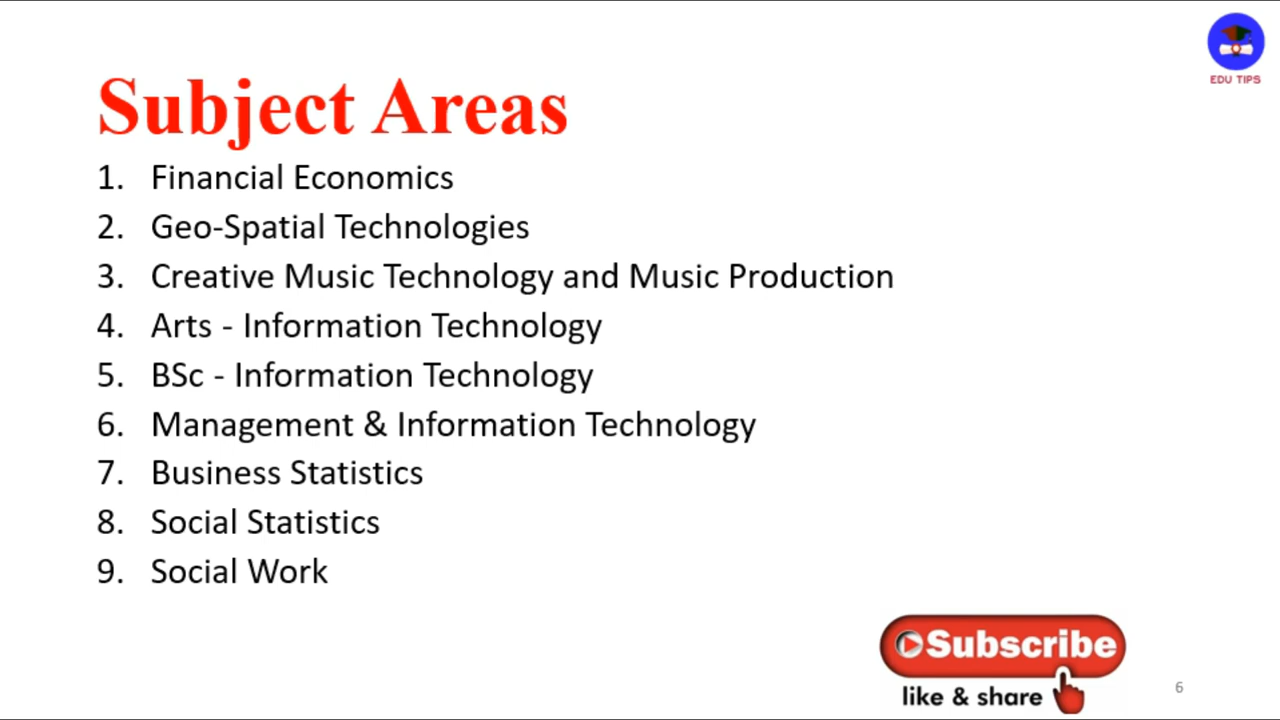 EDU TIPS
Subject Areas
1. Financial Economics
2. Geo-Spatial Technologies
3. Creative Music Technology and Music Production
4. Arts - Information Technology
5. BSc - Information Technology
6. Management & Information Technology
7. Business Statistics
8. Social Statistics
9. Social Work
Subscribe
like & share
6